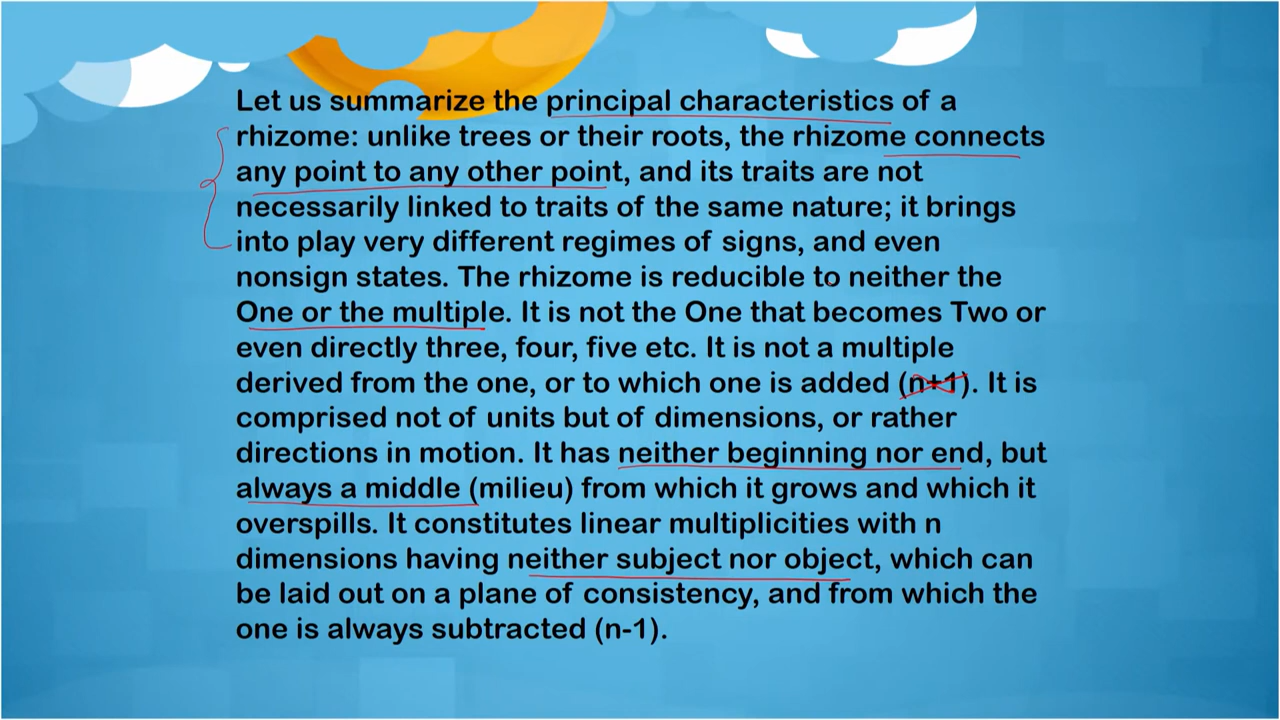 Let us summarize the principal characteristics of a
rhizome: unlike trees or their roots, the rhizome connects
any point to any other point, and its traits are not
necessarily linked to traits of the same nature; it brings
into play very different regimes of signs, and even
nonsign states. The rhizome is reducible to neither the
One or the multiple. It is not the One that becomes Two or
even directly three, four, five etc. It is not a multiple
derived from the one, or to which one is added (n+1). It is
comprised not of units but of dimensions, or rather
directions in motion. It has neither beginning nor end, but
always a middle (milieu) from which it grows and which it
overspills. It constitutes linear multiplicities with n
dimensions having neither subject nor object, which can
be laid out on a plane of consistency, and from which the
one is always subtracted (n-1).